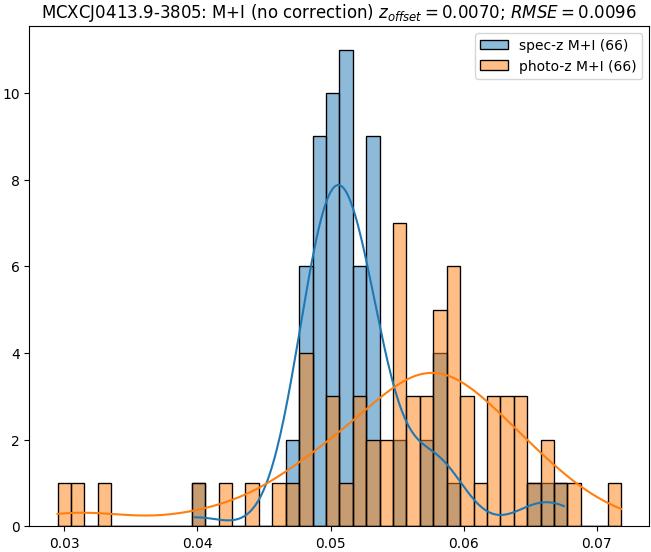 MCXCJ0413.9-3805: M+I (no correction) z_offset = 0.0070; RMSE = 0.0096
spec-z M+I (66)
photo-z M+I (66)
10
8
6
4
2
0
0.03 0.04 0.05 0.06 0.07